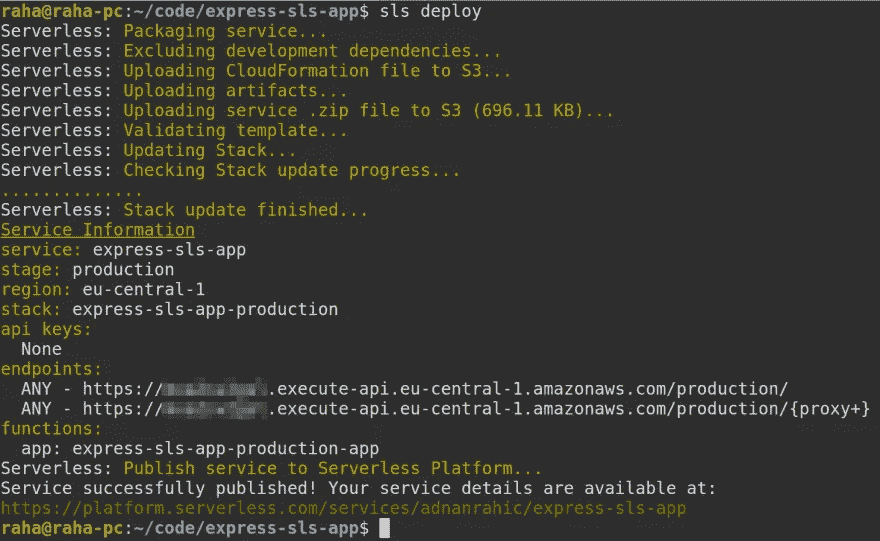 raha@raha-pc:~/code/express-sls-app$ sls deploy
Serverless: Packaging service...
Serverless: Excluding development dependencies...
Serverless: Uploading CloudFormation file to S3...
Serverless: Uploading artifacts...
Serverless: Uploading service .zip file to S3 (696.11 KB)...
Serverless: Validating template...
Serverless: Updating Stack...
Serverless: Checking Stack update progress...
..............
Serverless: Stack update finished...
Service Information
service: express-sls-app
stage: production
region: eu-central-1
stack: express-sls-app-production
api keys:
  None
endpoints:
  ANY - https://.execute-api.eu-central-1.amazonaws.com/production/
  ANY - https://.execute-api.eu-central-1.amazonaws.com/production/{proxy+}
functions:
  app: express-sls-app-production-app
Serverless: Publish service to Serverless Platform...
Service successfully published! Your service details are available at:
https://platform.serverless.com/services/adnanrahic/express-sls-app
raha@raha-pc:~/code/express-sls-app$